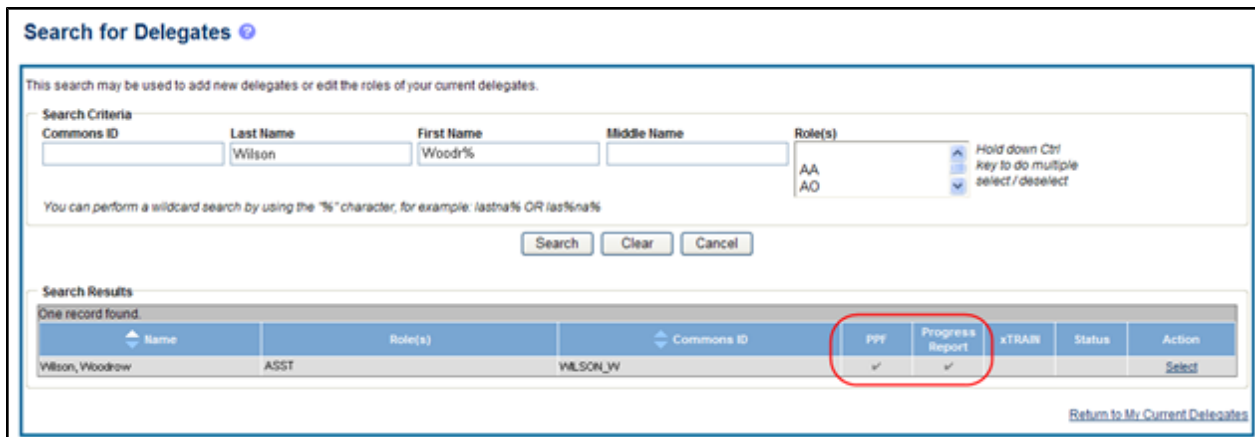 Search for Delegates ?
This search may be used to add new delegates or edit the roles of your current delegates.
Search Criteria
Commons ID Last Name First Name Middle Name Role(s)
Wilson Woodr% AA AO
Hold down Ctrl key to do multiple select / deselect
You can perform a wildcard search by using the "%" character, for example: lastna% OR las%na%
Search Clear Cancel
Search Results
One record found.
Name Role(s) Commons ID PPF Progress Report xTRAIN Status Action
Wilson, Woodrow ASST WILSON_W ✓ ✓ Select
Return to My Current Delegates